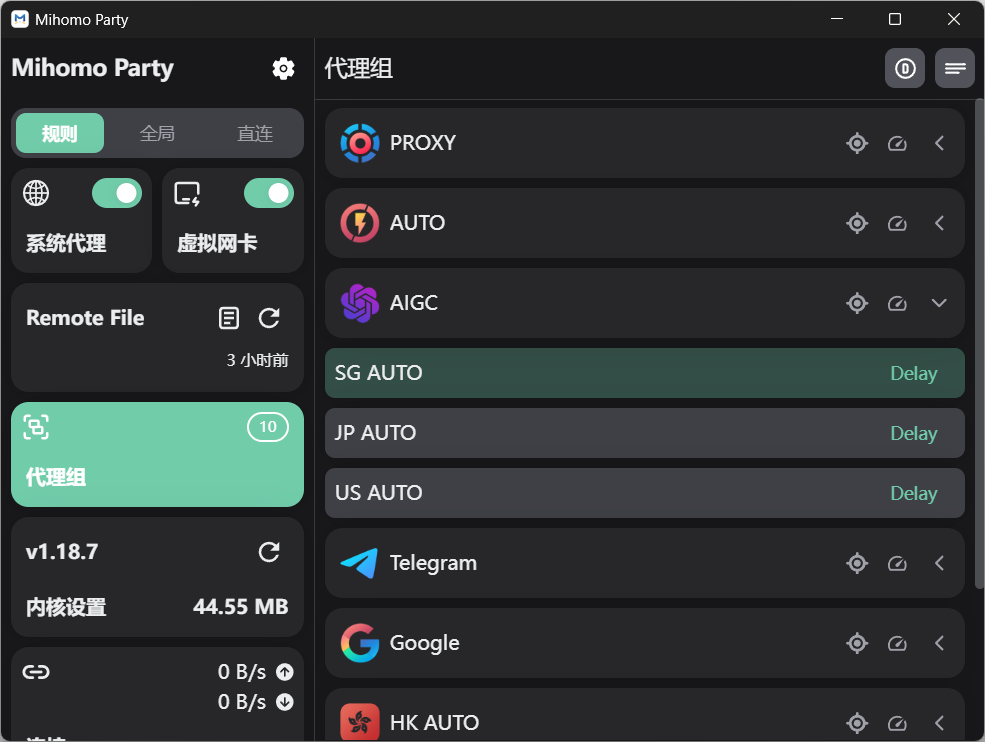 Mihomo Party
Mihomo Party
规则 全局 直连
系统代理 虚拟网卡
Remote File
3 小时前
10
代理组
v1.18.7
内核设置 44.55 MB
0 B/s
0 B/s
代理组
PROXY
AUTO
AIGC
SG AUTO Delay
JP AUTO Delay
US AUTO Delay
Telegram
Google
HK AUTO